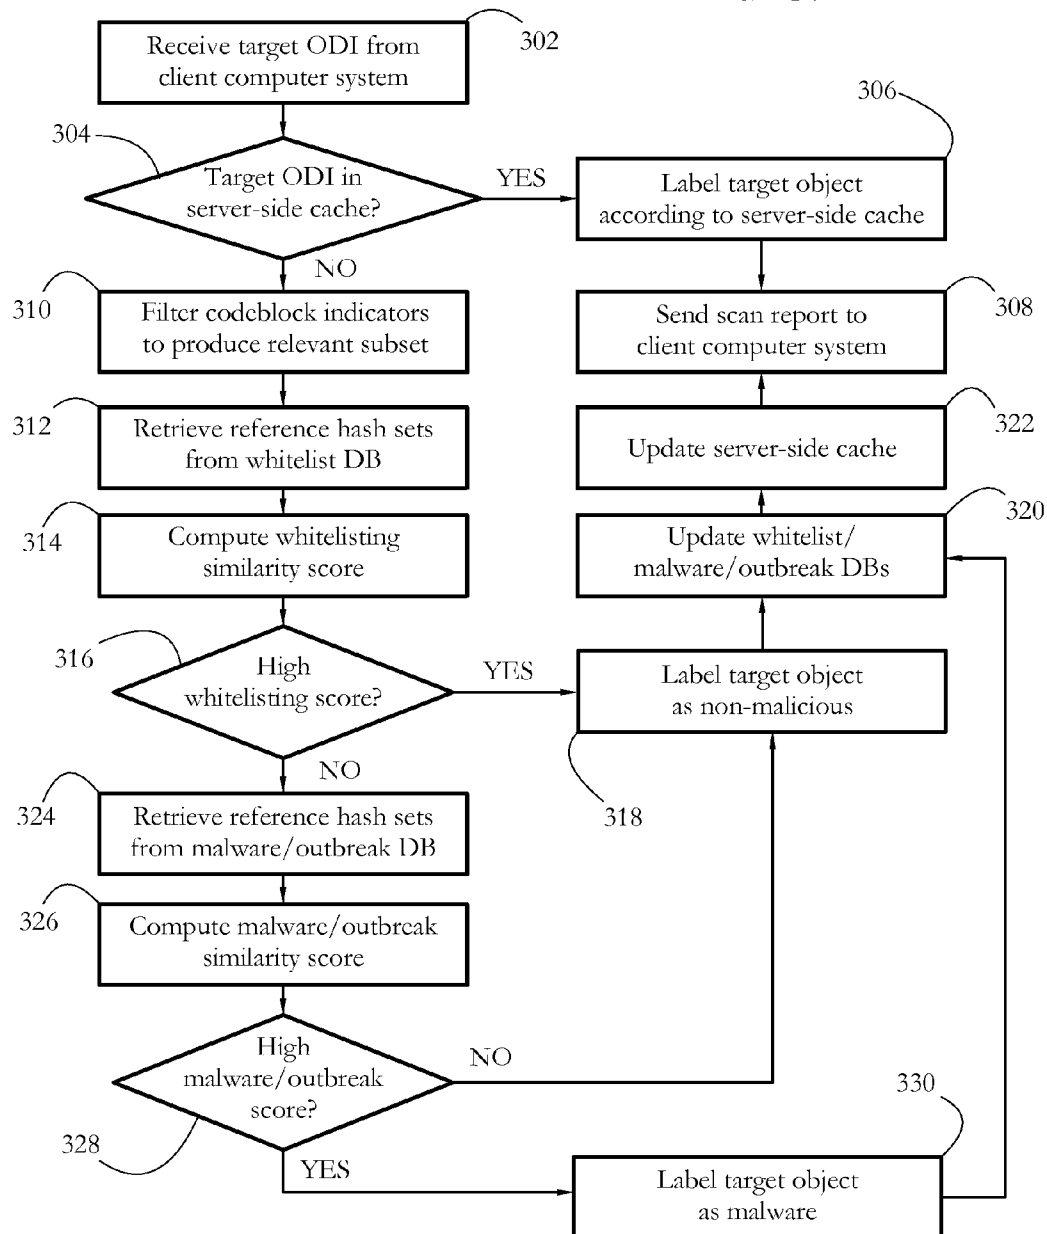 302
Receive target ODI from
client computer system
304
Target ODI in
server-side cache?
YES
NO
306
Label target object
according to server-side cache
310
Filter codeblock indicators
to produce relevant subset
308
Send scan report to
client computer system
312
Retrieve reference hash sets
from whitelist DB
322
Update server-side cache
314
Compute whitelisting
similarity score
320
Update whitelist/
malware/outbreak DBs
316
High
whitelisting score?
YES
NO
Label target object
as non-malicious
318
324
Retrieve reference hash sets
from malware/outbreak DB
326
Compute malware/outbreak
similarity score
High
malware/outbreak
score?
328
NO
YES
330
Label target object
as malware